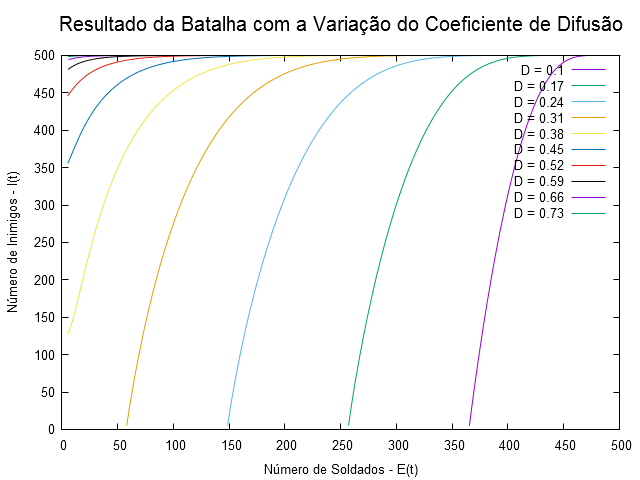 Resultado da Batalha com a Variação do Coeficiente de Difusão
Número de Inimigos - I(t)
500
450
400
350
300
250
200
150
100
50
0
D = 0.1
D = 0.17
D = 0.24
D = 0.31
D = 0.38
D = 0.45
D = 0.52
D = 0.59
D = 0.66
D = 0.73
0 50 100 150 200 250 300 350 400 450 500
Número de Soldados - E(t)